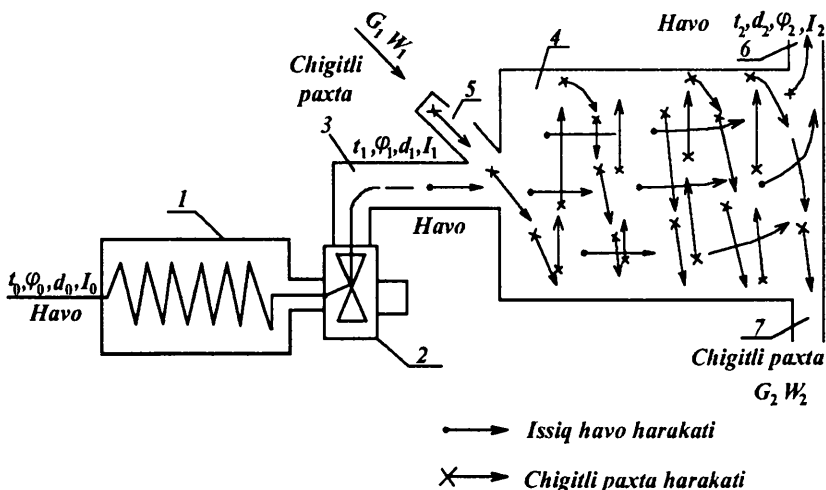 Havo t₂, d₂, φ₂, I₂
G₁ W₁
4
6
Chigitli
paxta
5
3
t₁, φ₁, d₁, I₁
1
Havo
t₀, φ₀, d₀, I₀
Havo
2
7
Chigitli paxta
G₂ W₂
Issiq havo harakati
Chigitli paxta harakati